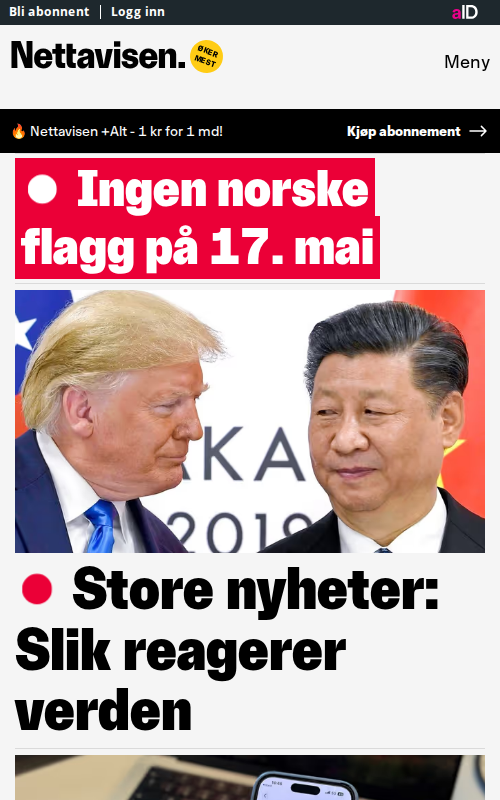 Bli abonnent | Logg inn
aID
Nettavisen.
ØKER
MEST
Meny
🔥 Nettavisen +Alt - 1 kr for 1 md!
Kjøp abonnement →
Ingen norske
flagg på 17. mai
AKA
2019
Store nyheter:
Slik reagerer
verden